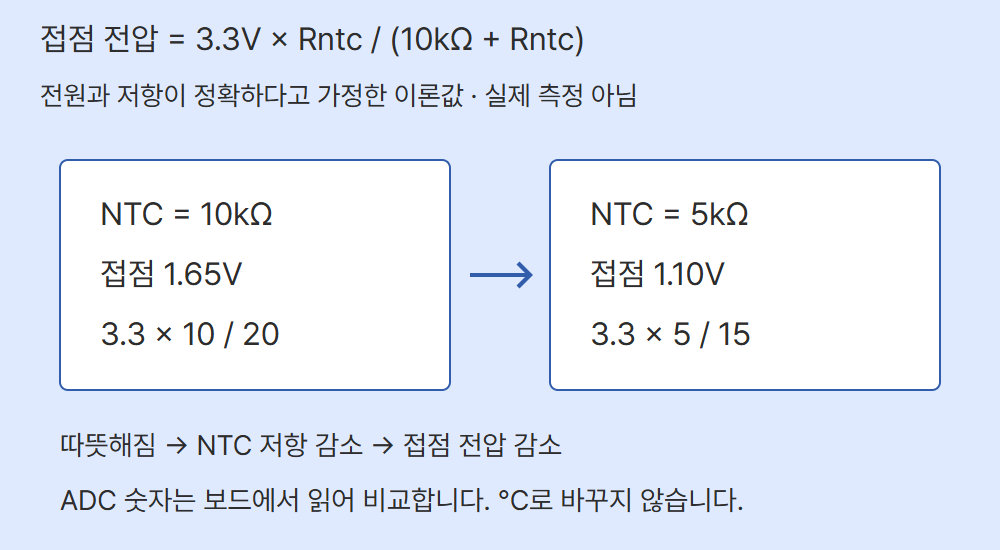 접점 전압 = 3.3V × Rntc / (10kΩ + Rntc)
전원과 저항이 정확하다고 가정한 이론값 · 실제 측정 아님
NTC = 10kΩ
접점 1.65V
3.3 × 10 / 20
NTC = 5kΩ
접점 1.10V
3.3 × 5 / 15
따뜻해짐 → NTC 저항 감소 → 접점 전압 감소
ADC 숫자는 보드에서 읽어 비교합니다. °C로 바꾸지 않습니다.